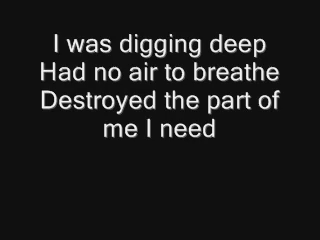 I was digging deep
Had no air to breathe
Destroyed the part of
me I need